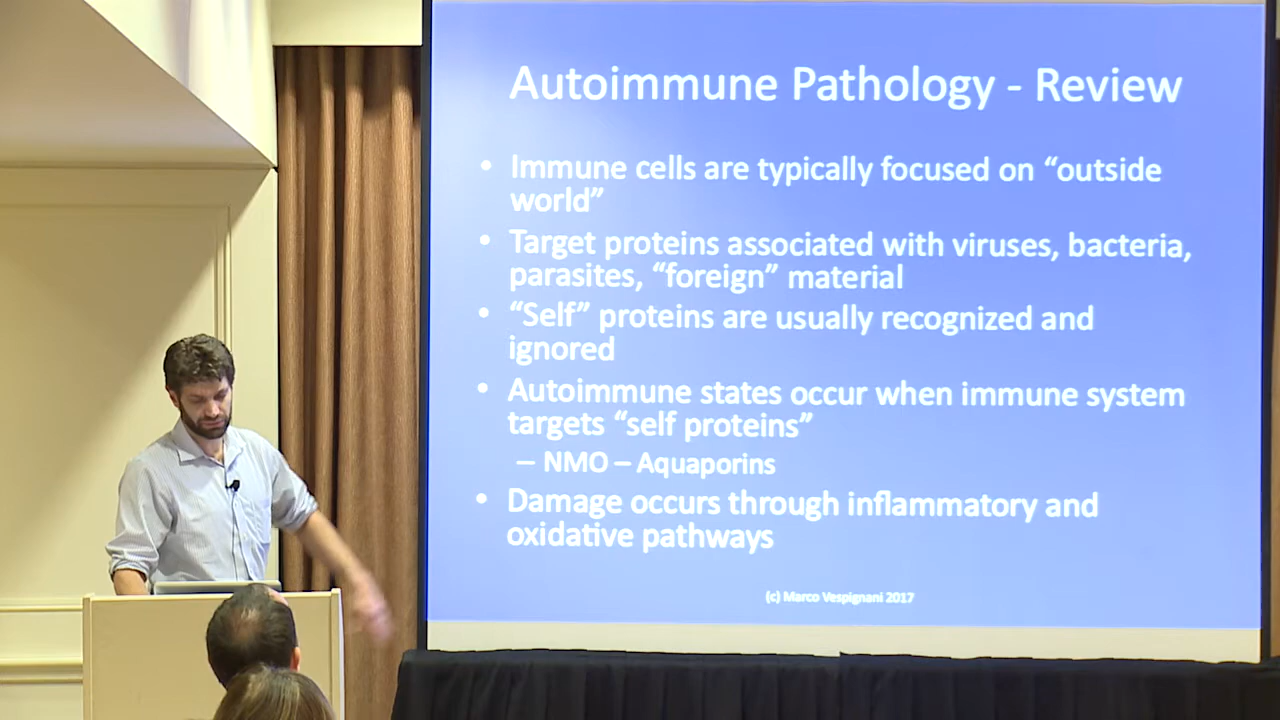 Autoimmune Pathology - Review
• Immune cells are typically focused on “outside
world”
• Target proteins associated with viruses, bacteria,
parasites, “foreign” material
• “Self” proteins are usually recognized and
ignored
• Autoimmune states occur when immune system
targets “self proteins”
– NMO – Aquaporins
• Damage occurs through inflammatory and
oxidative pathways
(c) Marco Vespignani 2017